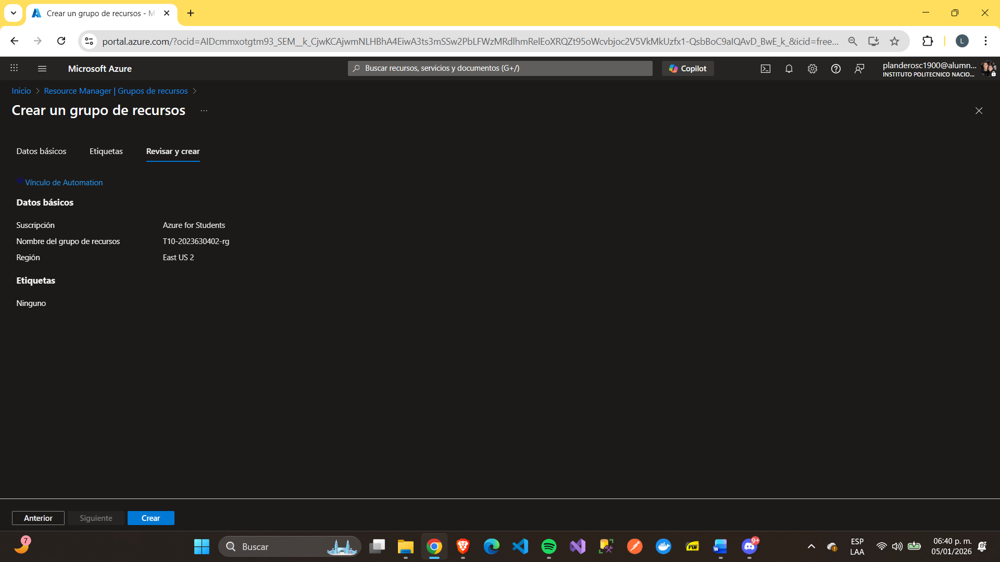 Crear un grupo de recursos - M
portal.azure.com/?ocid=AIDcmmxotgtm93_SEM__k_CjwKCAjwmNLHBhA4EiwA3ts3mSSw2PbLFWzMRdlhmRelEoXRQZt95oWcvbjoc2V5VkMkUzfx1-QsbBoC9aIQAvD_BwE_k_&icid=free...
L
Microsoft Azure
Buscar recursos, servicios y documentos (G+/)
Copilot
planderosc1900@alumn...
INSTITUTO POLITECNICO NACIO...
Inicio > Resource Manager | Grupos de recursos >
Crear un grupo de recursos ...
Datos básicos Etiquetas Revisar y crear
Vínculo de Automation
Datos básicos
Suscripción Azure for Students
Nombre del grupo de recursos T10-2023630402-rg
Región East US 2
Etiquetas
Ninguno
Anterior Siguiente Crear
7
Buscar
PDF
W
9+
ESP
LAA
06:40 p. m.
05/01/2026